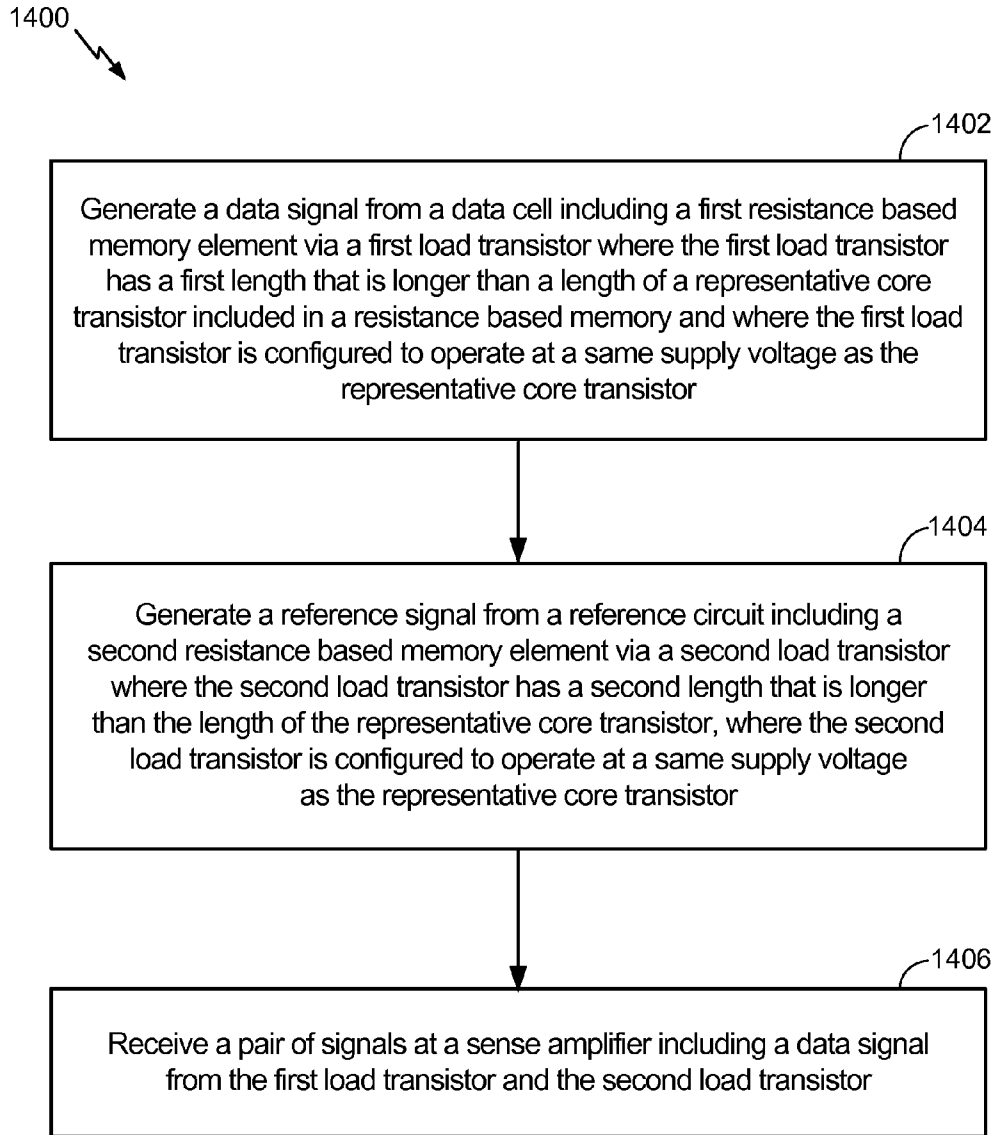 1400
1402
Generate a data signal from a data cell including a first resistance based
memory element via a first load transistor where the first load transistor
has a first length that is longer than a length of a representative core
transistor included in a resistance based memory and where the first load
transistor is configured to operate at a same supply voltage as the
representative core transistor
1404
Generate a reference signal from a reference circuit including a
second resistance based memory element via a second load transistor
where the second load transistor has a second length that is longer
than the length of the representative core transistor, where the second
load transistor is configured to operate at a same supply voltage
as the representative core transistor
1406
Receive a pair of signals at a sense amplifier including a data signal
from the first load transistor and the second load transistor